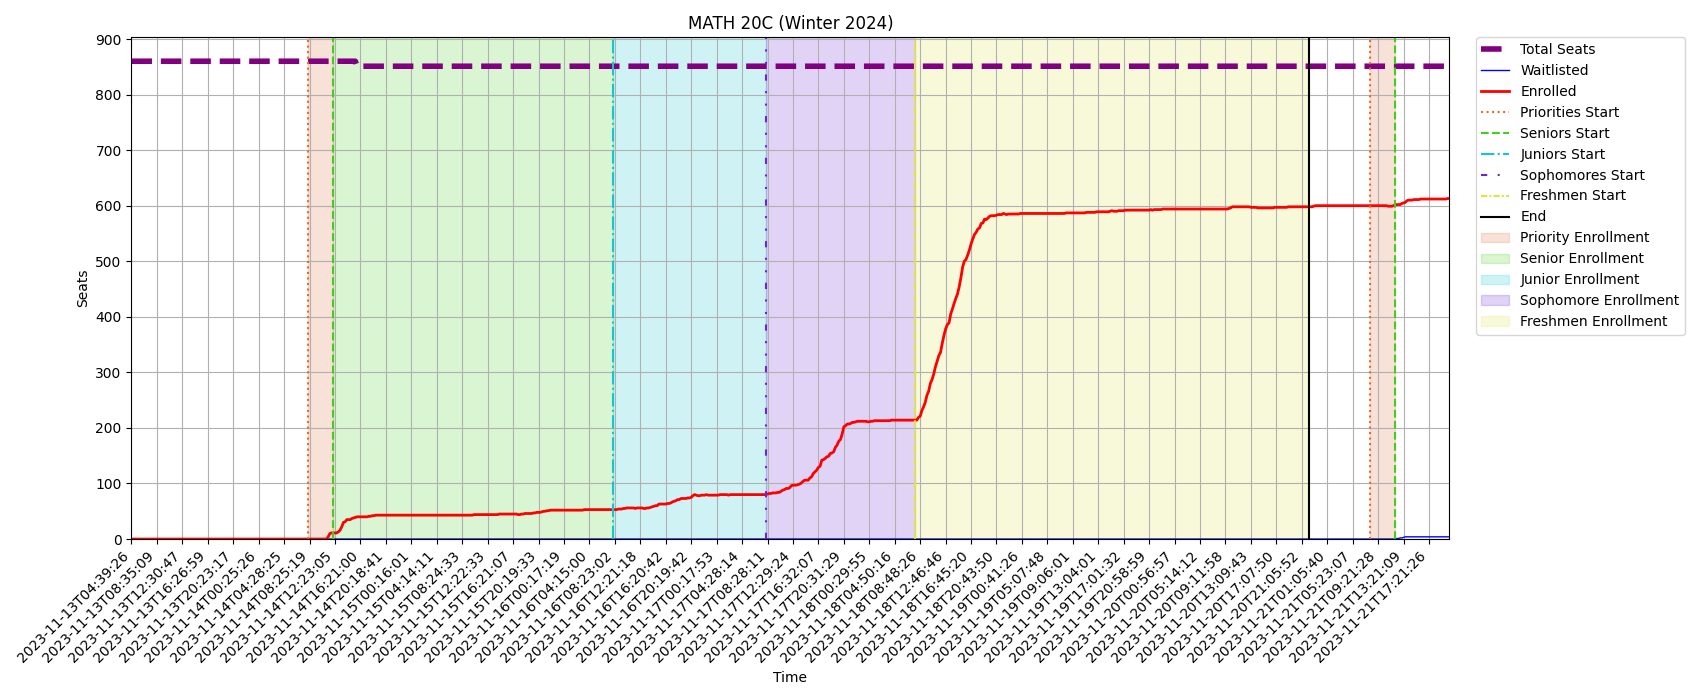 MATH 20C (Winter 2024)
Seats
900
800
700
600
500
400
300
200
100
0
2023-11-13T04:39:26
2023-11-13T08:35:09
2023-11-13T12:30:47
2023-11-13T16:26:59
2023-11-13T20:23:17
2023-11-14T00:25:26
2023-11-14T04:28:25
2023-11-14T08:25:19
2023-11-14T12:23:05
2023-11-14T16:21:00
2023-11-14T20:18:41
2023-11-15T00:16:01
2023-11-15T04:14:11
2023-11-15T08:24:33
2023-11-15T12:22:33
2023-11-15T16:21:07
2023-11-15T20:19:33
2023-11-16T00:17:19
2023-11-16T04:15:00
2023-11-16T08:23:02
2023-11-16T12:21:18
2023-11-16T16:20:42
2023-11-16T20:19:42
2023-11-17T00:17:53
2023-11-17T04:28:14
2023-11-17T08:28:11
2023-11-17T12:29:24
2023-11-17T16:32:07
2023-11-17T20:31:29
2023-11-18T00:29:55
2023-11-18T04:50:16
2023-11-18T08:48:26
2023-11-18T12:46:46
2023-11-18T16:45:20
2023-11-18T20:43:50
2023-11-19T00:41:26
2023-11-19T05:07:48
2023-11-19T09:06:01
2023-11-19T13:04:01
2023-11-19T17:01:32
2023-11-19T20:58:59
2023-11-20T00:56:57
2023-11-20T05:14:12
2023-11-20T09:11:58
2023-11-20T13:09:43
2023-11-20T17:07:50
2023-11-20T21:05:52
2023-11-21T01:05:40
2023-11-21T05:23:07
2023-11-21T09:21:28
2023-11-21T13:21:09
2023-11-21T17:21:26
Time
Total Seats
Waitlisted
Enrolled
Priorities Start
Seniors Start
Juniors Start
Sophomores Start
Freshmen Start
End
Priority Enrollment
Senior Enrollment
Junior Enrollment
Sophomore Enrollment
Freshmen Enrollment